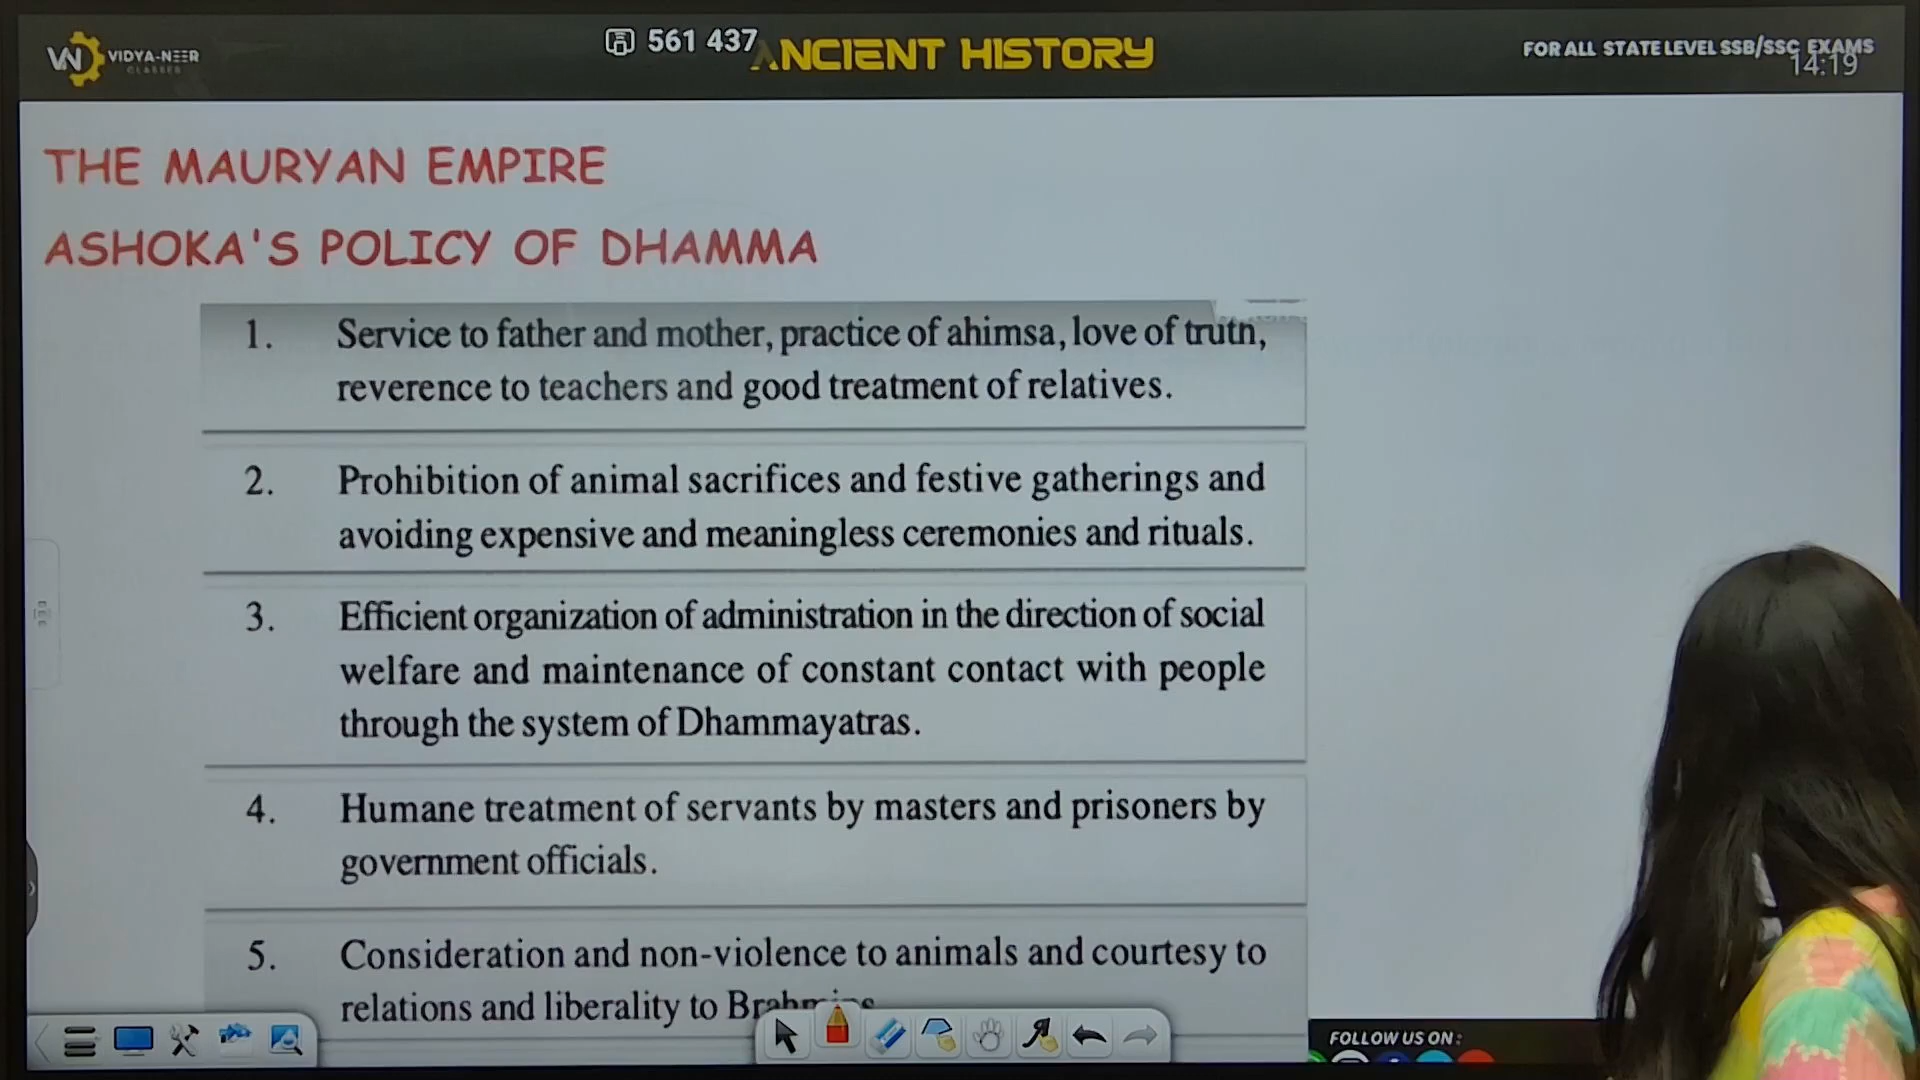 VN VIDYA-NEER
CLASSES
561 437
ANCIENT HISTORY
FOR ALL STATE LEVEL SSB/SSC EXAMS
14:19
THE MAURYAN EMPIRE
ASHOKA'S POLICY OF DHAMMA
1. Service to father and mother, practice of ahimsa, love of truth,
reverence to teachers and good treatment of relatives.
2. Prohibition of animal sacrifices and festive gatherings and
avoiding expensive and meaningless ceremonies and rituals.
3. Efficient organization of administration in the direction of social
welfare and maintenance of constant contact with people
through the system of Dhammayatras.
4. Humane treatment of servants by masters and prisoners by
government officials.
5. Consideration and non-violence to animals and courtesy to
relations and liberality to Brahmins
FOLLOW US ON :